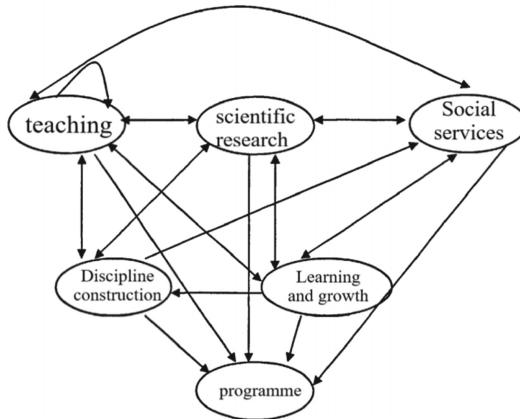 teaching
scientific
research
Social
services
Discipline
construction
Learning
and growth
programme